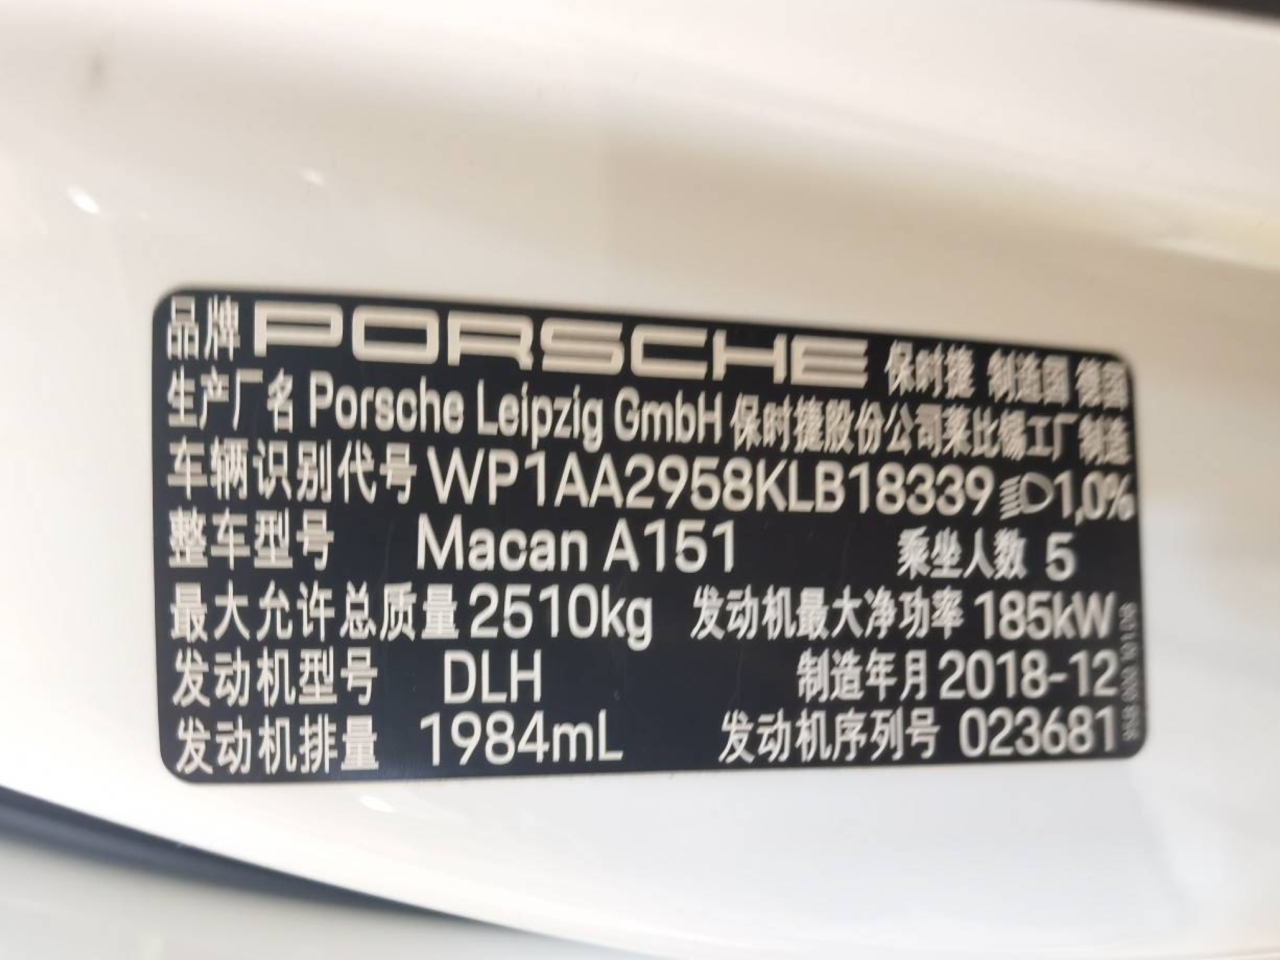 品牌 PORSCHE 保时捷 制造国 德国
生产厂名 Porsche Leipzig GmbH 保时捷股份公司莱比锡工厂制造
车辆识别代号 WP1AA2958KLB18339 1,0%
整车型号 Macan A151 乘坐人数 5
最大允许总质量 2510kg 发动机最大净功率 185kW
发动机型号 DLH 制造年月 2018-12
发动机排量 1984mL 发动机序列号 023681